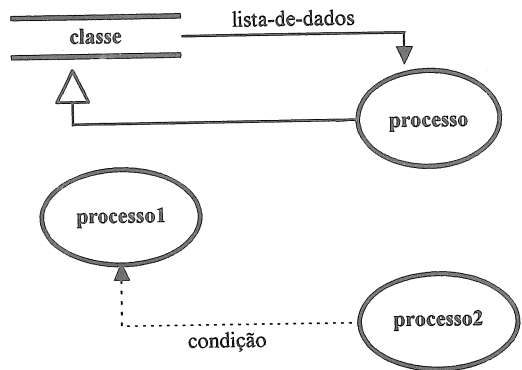 lista-de-dados
classe
processo
processo1
processo2
condição